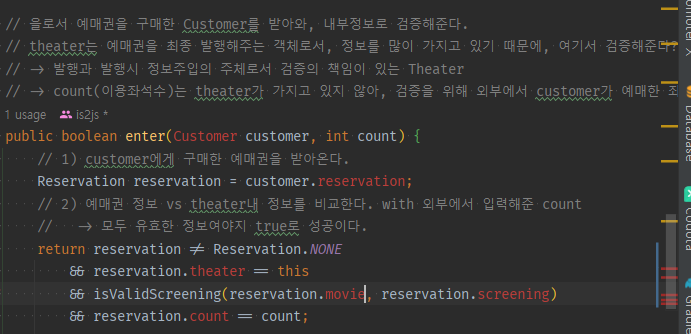 // 올로서 예매권을 구매한 Customer를 받아와, 내부정보로 검증해준다.
// theater는 예매권을 최종 발행해주는 객체로서, 정보를 많이 가지고 있기 때문에, 여기서 검증해준다?
// -> 발행과 발행시 정보주입의 주체로서 검증의 책임이 있는 Theater
// -> count(이용좌석수)는 theater가 가지고 있지 않아, 검증을 위해 외부에서 customer가 예매한 좌
1 usage is2js *
public boolean enter(Customer customer, int count) {
// 1) customer에게 구매한 예매권을 받아온다.
Reservation reservation = customer.reservation;
// 2) 예매권 정보 vs theater내 정보를 비교한다. with 외부에서 입력해준 count
// -> 모두 유효한 정보여야지 true로 성공이다.
return reservation ≠ Reservation.NONE
&& reservation.theater == this
&& isValidScreening(reservation.movie, reservation.screening)
&& reservation.count == count;
Database
Codota